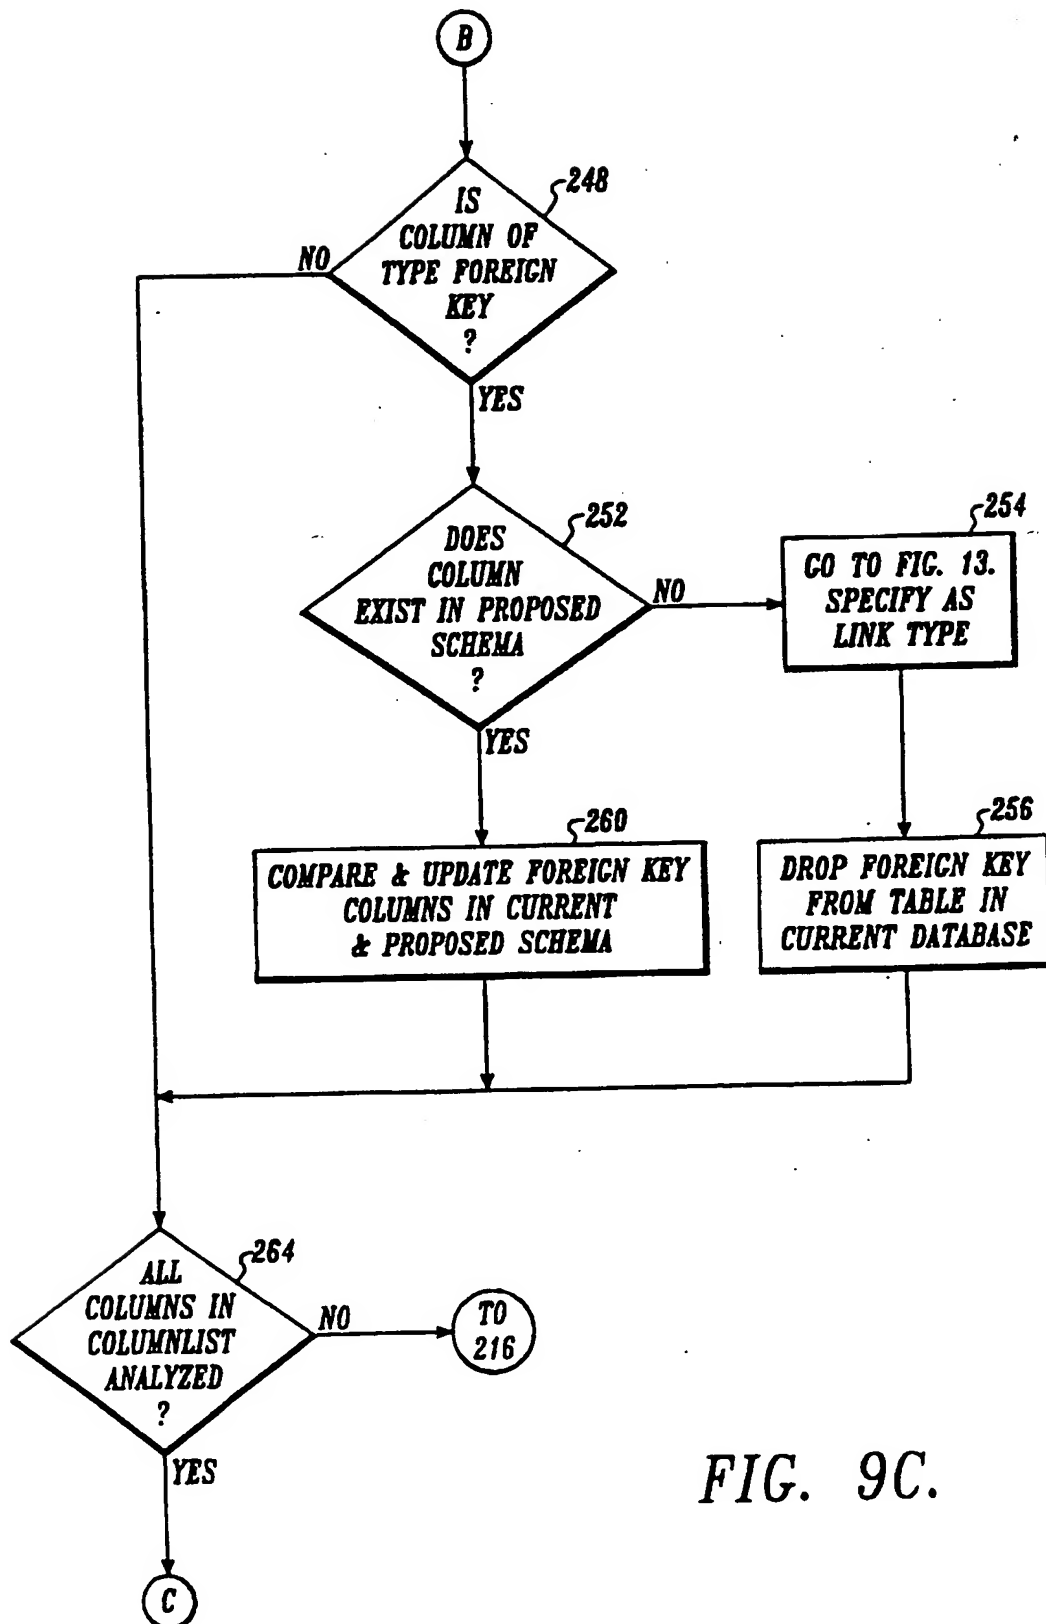 B
248
IS
COLUMN OF
TYPE FOREIGN
KEY
?
NO
YES
252
DOES
COLUMN
EXIST IN PROPOSED
SCHEMA
?
NO
YES
254
GO TO FIG. 13.
SPECIFY AS
LINK TYPE
260
COMPARE & UPDATE FOREIGN KEY
COLUMNS IN CURRENT
& PROPOSED SCHEMA
256
DROP FOREIGN KEY
FROM TABLE IN
CURRENT DATABASE
264
ALL
COLUMNS IN
COLUMNLIST
ANALYZED
?
NO
TO
216
YES
C
FIG. 9C.